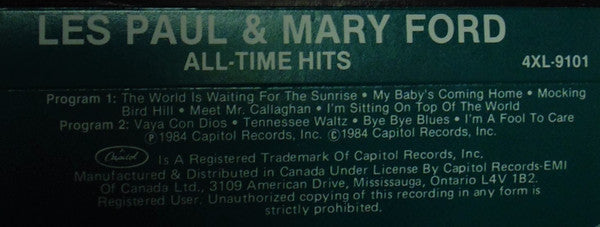 LES PAUL & MARY FORD
ALL-TIME HITS 4XL-9101
Program 1: The World Is Waiting For The Sunrise • My Baby's Coming Home • Mocking
Bird Hill • Meet Mr. Callaghan • I'm Sitting On Top Of The World
Program 2: Vaya Con Dios • Tennessee Waltz • Bye Bye Blues • I'm A Fool To Care
℗1984 Capitol Records, Inc. ©1984 Capitol Records, Inc.
Capitol Is A Registered Trademark Of Capitol Records, Inc.
Manufactured & Distributed in Canada Under License By Capitol Records-EMI
Of Canada Ltd., 3109 American Drive, Mississauga, Ontario L4V 1B2.
Registered User. Unauthorized copying of this recording in any form is
strictly prohibited.